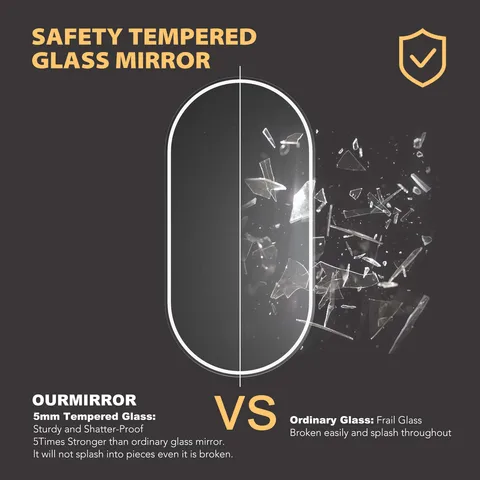 SAFETY TEMPERED
GLASS MIRROR
OURMIRROR
5mm Tempered Glass:
Sturdy and Shatter-Proof
5Times Stronger than ordinary glass mirror.
It will not splash into pieces even it is broken.
VS
Ordinary Glass: Frail Glass
Broken easily and splash throughout